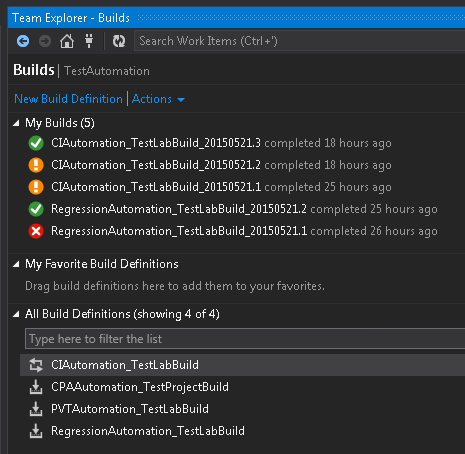 Team Explorer - Builds
Search Work Items (Ctrl+')
Builds | TestAutomation
New Build Definition | Actions
My Builds (5)
CIAutomation_TestLabBuild_20150521.3 completed 18 hours ago
CIAutomation_TestLabBuild_20150521.2 completed 18 hours ago
CIAutomation_TestLabBuild_20150521.1 completed 25 hours ago
RegressionAutomation_TestLabBuild_20150521.2 completed 25 hours ago
RegressionAutomation_TestLabBuild_20150521.1 completed 26 hours ago
My Favorite Build Definitions
Drag build definitions here to add them to your favorites.
All Build Definitions (showing 4 of 4)
Type here to filter the list
CIAutomation_TestLabBuild
CPAAutomation_TestProjectBuild
PVTAutomation_TestLabBuild
RegressionAutomation_TestLabBuild